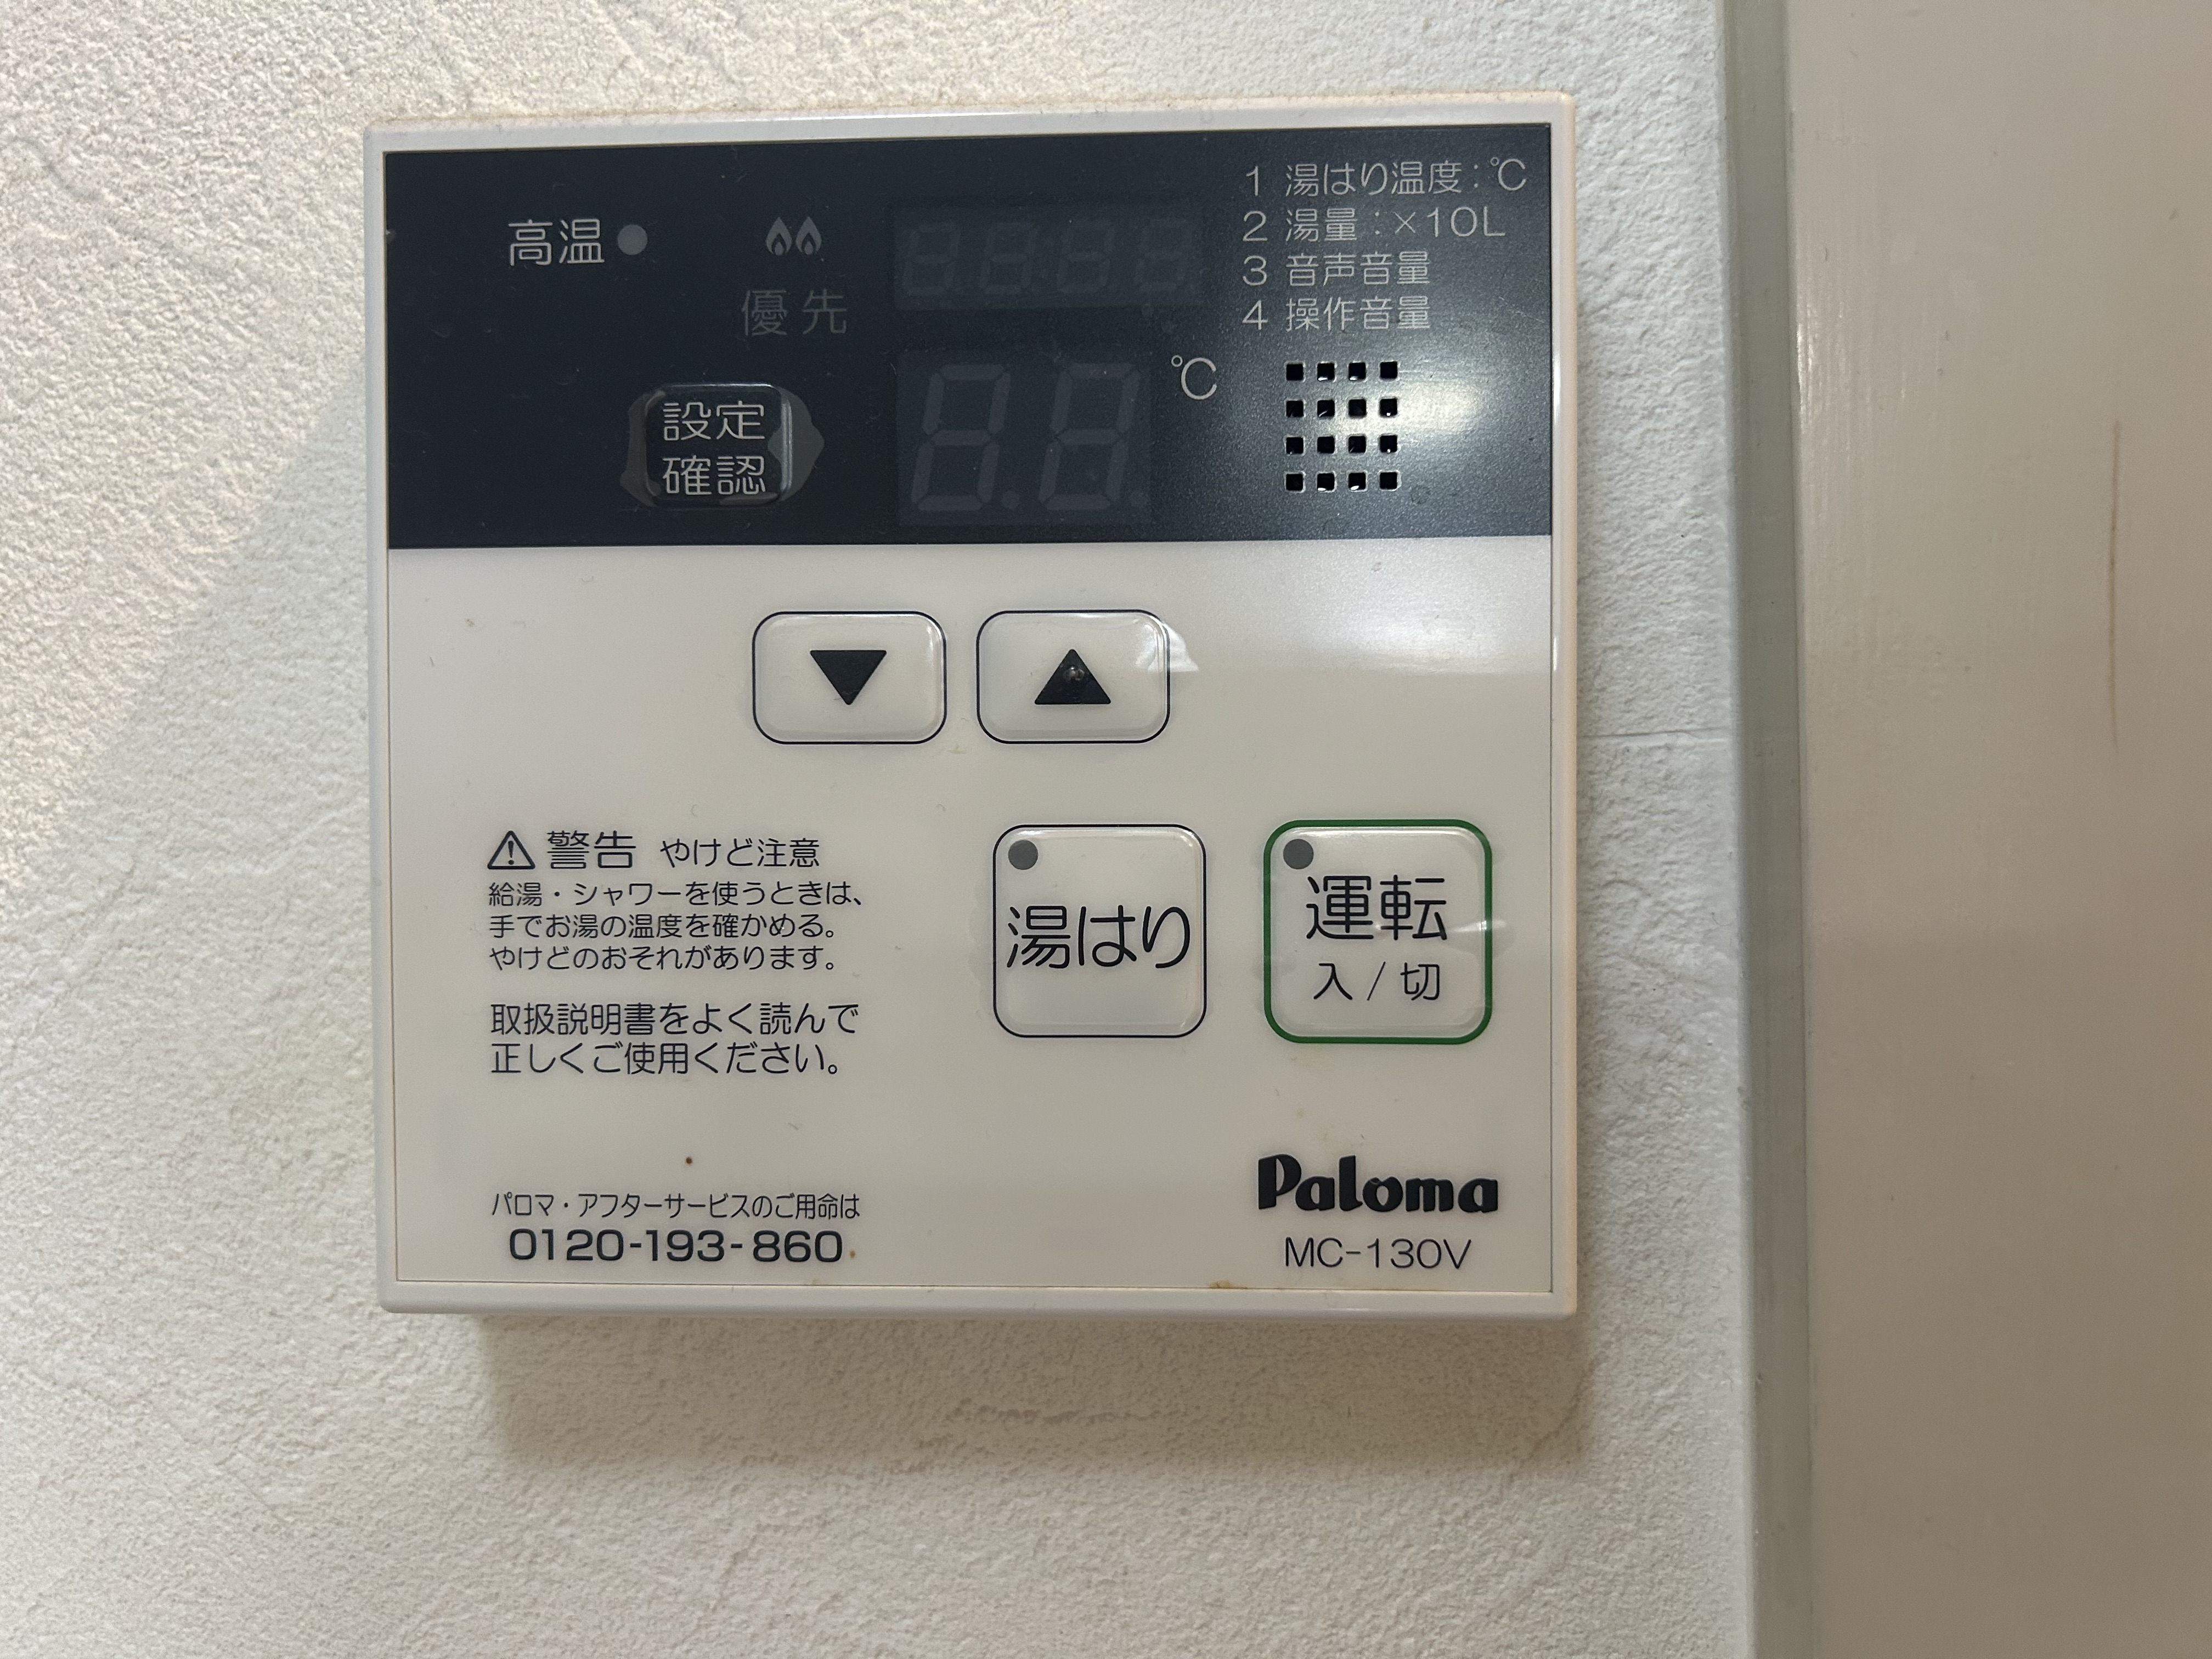 高温
優先
1 湯はり温度:℃
2 湯量:×10L
3 音声音量
4 操作音量
℃
設定
確認
▼ ▲
警告 やけど注意
給湯・シャワーを使うときは、
手でお湯の温度を確かめる。
やけどのおそれがあります。
取扱説明書をよく読んで
正しくご使用ください。
湯はり
運転
入/切
パロマ・アフターサービスのご用命は
0120-193-860
Paloma
MC-130V